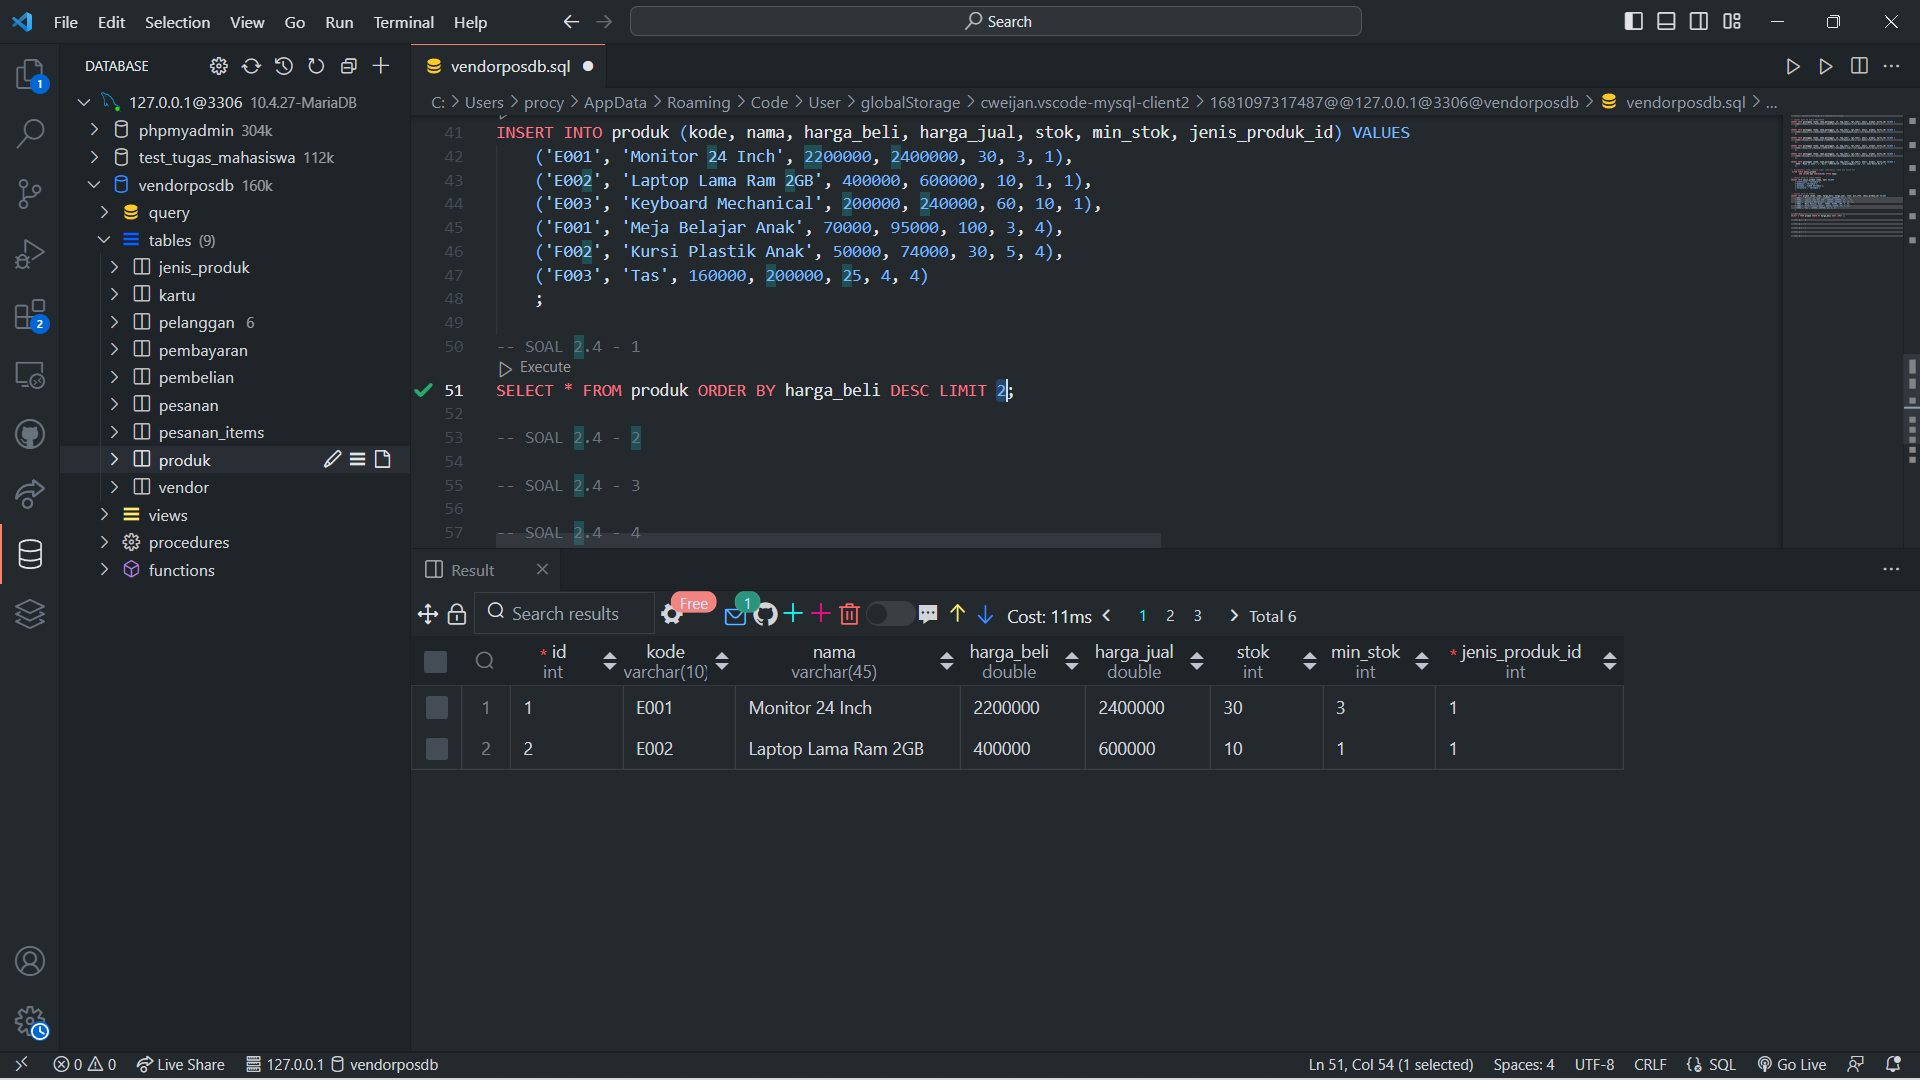 File Edit Selection View Go Run Terminal Help
Search
DATABASE
vendorposdb.sql
1
C: > Users > procy > AppData > Roaming > Code > User > globalStorage > cweijan.vscode-mysql-client2 > 1681097317487@@127.0.0.1@3306@vendorposdb > vendorposdb.sql > ...
127.0.0.1@3306 10.4.27-MariaDB
phpmyadmin 304k
test_tugas_mahasiswa 112k
vendorposdb 160k
query
tables (9)
jenis_produk
kartu
pelanggan 6
pembayaran
pembelian
pesanan
pesanan_items
produk
vendor
views
procedures
functions
2
41 INSERT INTO produk (kode, nama, harga_beli, harga_jual, stok, min_stok, jenis_produk_id) VALUES
42 ('E001', 'Monitor 24 Inch', 2200000, 2400000, 30, 3, 1),
43 ('E002', 'Laptop Lama Ram 2GB', 400000, 600000, 10, 1, 1),
44 ('E003', 'Keyboard Mechanical', 200000, 240000, 60, 10, 1),
45 ('F001', 'Meja Belajar Anak', 70000, 95000, 100, 3, 4),
46 ('F002', 'Kursi Plastik Anak', 50000, 74000, 30, 5, 4),
47 ('F003', 'Tas', 160000, 200000, 25, 4, 4)
48 ;
49
50 -- SOAL 2.4 - 1
Execute
51 SELECT * FROM produk ORDER BY harga_beli DESC LIMIT 2;
52
53 -- SOAL 2.4 - 2
54
55 -- SOAL 2.4 - 3
56
57 -- SOAL 2.4 - 4
Result
Search results
Free
1
Cost: 11ms < 1 2 3 > Total 6
* id kode nama harga_beli harga_jual stok min_stok * jenis_produk_id
int varchar(10) varchar(45) double double int int int
1 1 E001 Monitor 24 Inch 2200000 2400000 30 3 1
2 2 E002 Laptop Lama Ram 2GB 400000 600000 10 1 1
0 0 Live Share 127.0.0.1 vendorposdb
Ln 51, Col 54 (1 selected) Spaces: 4 UTF-8 CRLF SQL Go Live